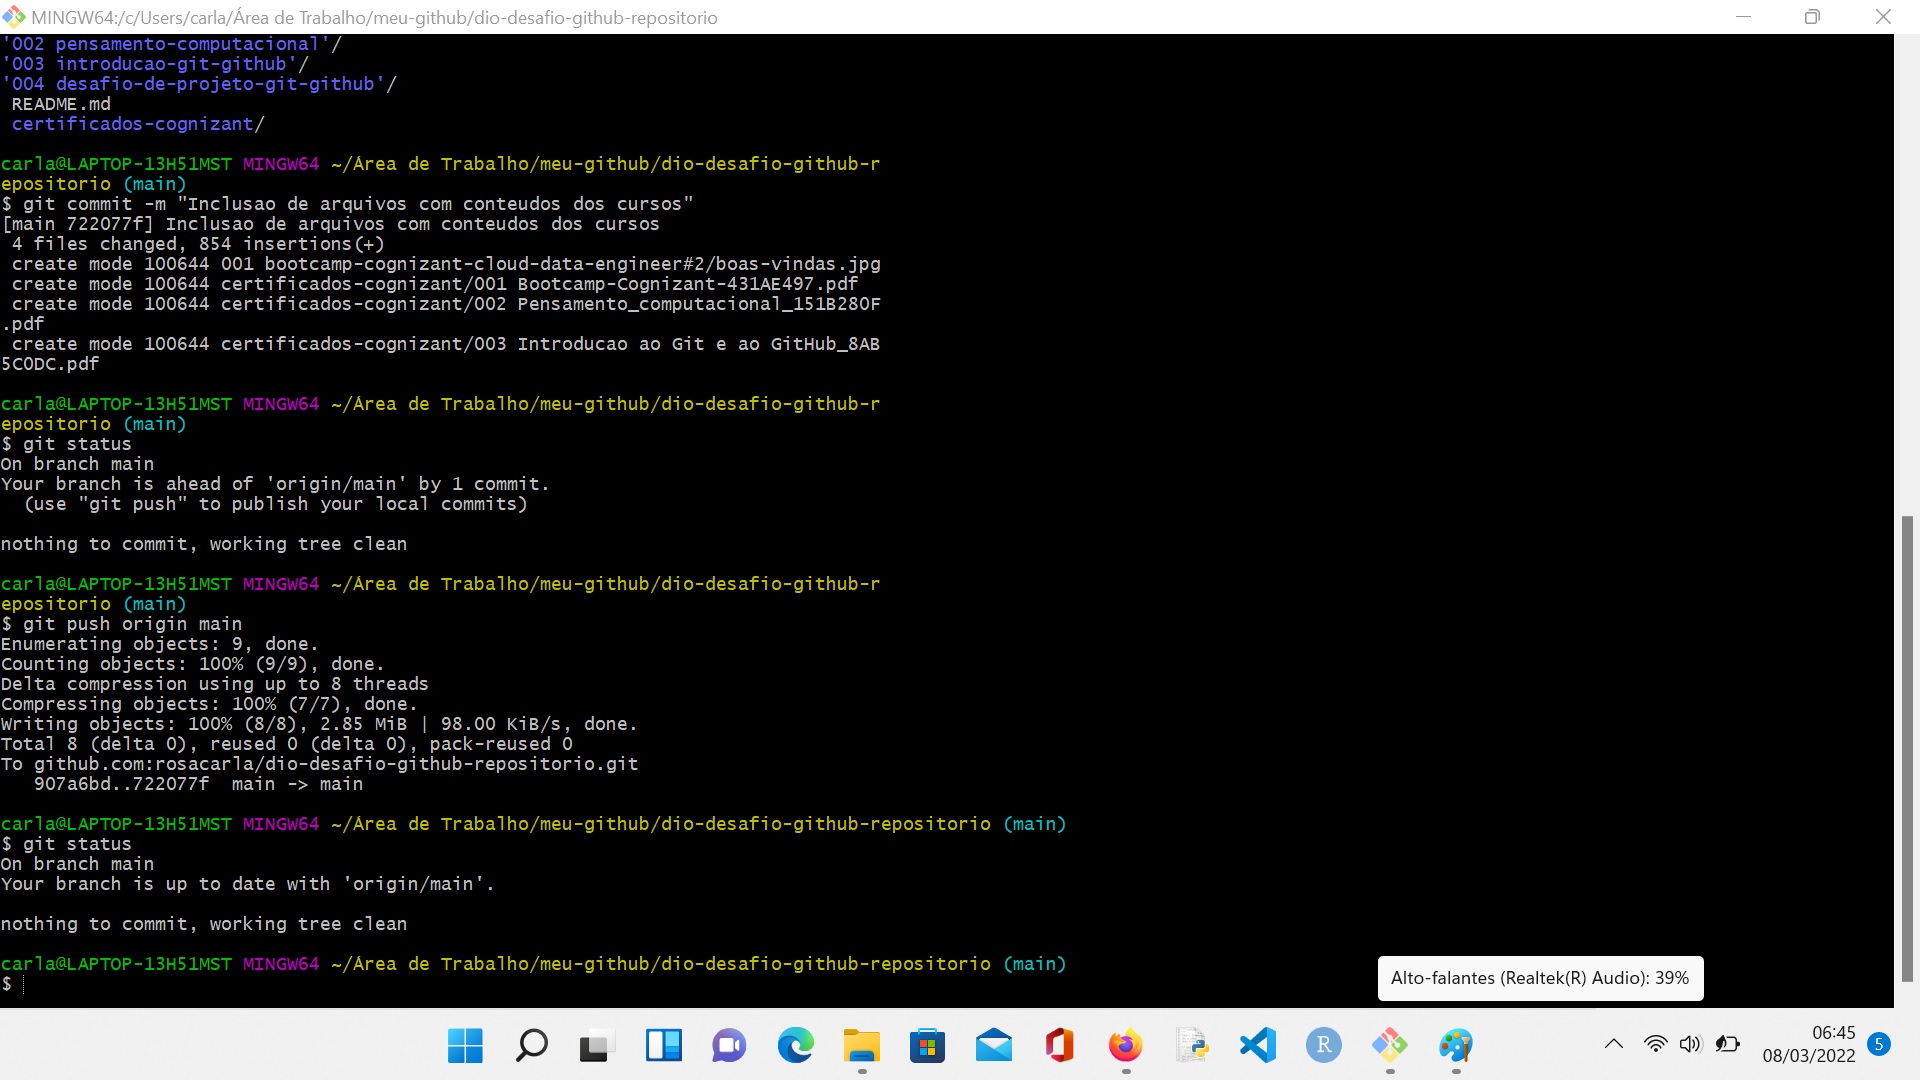 MINGW64:/c/Users/carla/Área de Trabalho/meu-github/dio-desafio-github-repositorio
'002 pensamento-computacional'/
'003 introducao-git-github'/
'004 desafio-de-projeto-git-github'/
README.md
certificados-cognizant/
carla@LAPTOP-13H51MST MINGW64 ~/Área de Trabalho/meu-github/dio-desafio-github-r
epositorio (main)
$ git commit -m "Inclusao de arquivos com conteudos dos cursos"
[main 722077f] Inclusao de arquivos com conteudos dos cursos
4 files changed, 854 insertions(+)
create mode 100644 001 bootcamp-cognizant-cloud-data-engineer#2/boas-vindas.jpg
create mode 100644 certificados-cognizant/001 Bootcamp-Cognizant-431AE497.pdf
create mode 100644 certificados-cognizant/002 Pensamento_computacional_151B280F
.pdf
create mode 100644 certificados-cognizant/003 Introducao ao Git e ao GitHub_8AB
5C0DC.pdf
carla@LAPTOP-13H51MST MINGW64 ~/Área de Trabalho/meu-github/dio-desafio-github-r
epositorio (main)
$ git status
On branch main
Your branch is ahead of 'origin/main' by 1 commit.
(use "git push" to publish your local commits)
nothing to commit, working tree clean
carla@LAPTOP-13H51MST MINGW64 ~/Área de Trabalho/meu-github/dio-desafio-github-r
epositorio (main)
$ git push origin main
Enumerating objects: 9, done.
Counting objects: 100% (9/9), done.
Delta compression using up to 8 threads
Compressing objects: 100% (7/7), done.
Writing objects: 100% (8/8), 2.85 MiB | 98.00 KiB/s, done.
Total 8 (delta 0), reused 0 (delta 0), pack-reused 0
To github.com:rosacarla/dio-desafio-github-repositorio.git
907a6bd..722077f  main -> main
carla@LAPTOP-13H51MST MINGW64 ~/Área de Trabalho/meu-github/dio-desafio-github-repositorio (main)
$ git status
On branch main
Your branch is up to date with 'origin/main'.
nothing to commit, working tree clean
carla@LAPTOP-13H51MST MINGW64 ~/Área de Trabalho/meu-github/dio-desafio-github-repositorio (main)
$
Alto-falantes (Realtek(R) Audio): 39%
R
06:45
08/03/2022
5